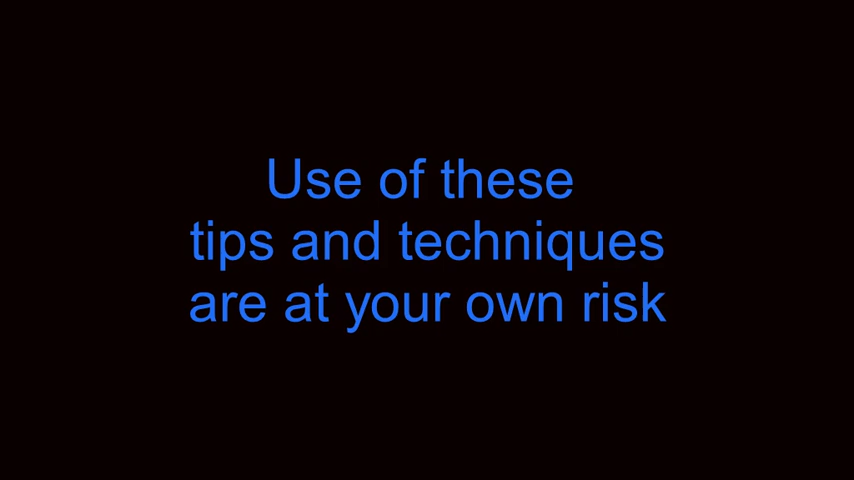 Use of these
tips and techniques
are at your own risk